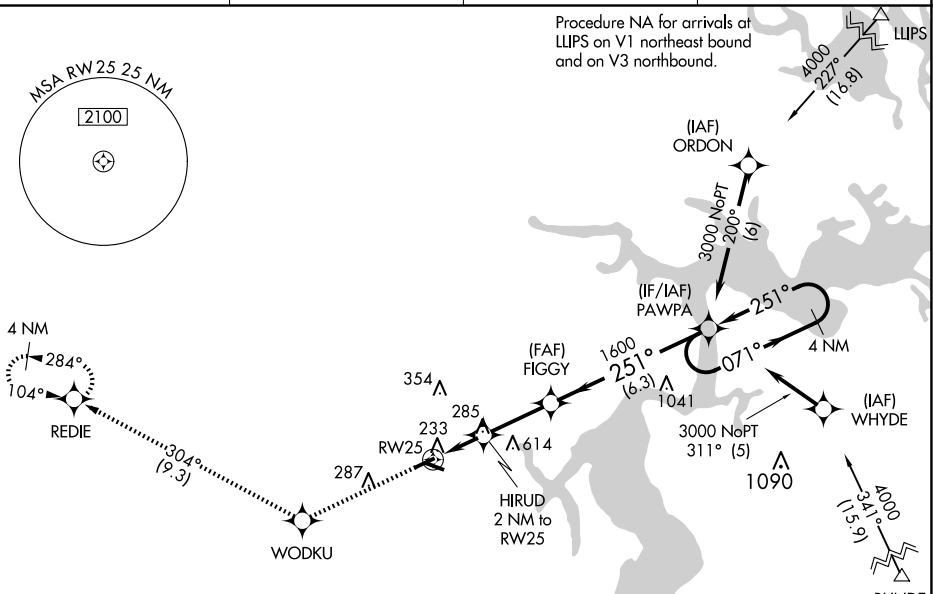 Procedure NA for arrivals at
LLIPS on V1 northeast bound
and on V3 northbound.
LLIPS
4000
227°
(16.8)
MSA RW25 25 NM
2100
(IAF)
ORDON
3000 NoPT
200°
(6)
(IF/IAF)
PAWPA
251°
071°
4 NM
1600
251°
(6.3)
1041
(FAF)
FIGGY
(IAF)
WHYDE
3000 NoPT
311° (5)
1090
4000
341°
(15.9)
4 NM
284°
104°
REDIE
304°
(9.3)
354
285
233
RW25
614
287
HIRUD
2 NM to
RW25
WODKU